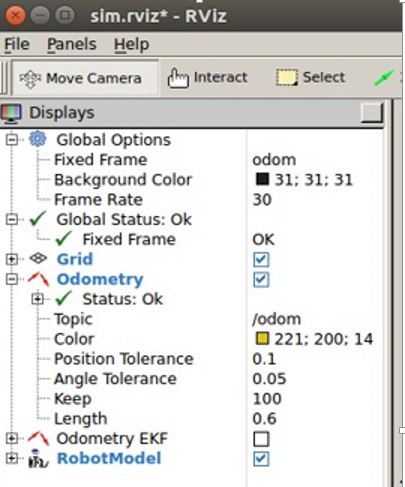 sim.rviz* - RViz
File Panels Help
Move Camera Interact Select
Displays
Global Options
Fixed Frame odom
Background Color 31; 31; 31
Frame Rate 30
Global Status: Ok
Fixed Frame OK
Grid
Odometry
Status: Ok
Topic /odom
Color 221; 200; 14
Position Tolerance 0.1
Angle Tolerance 0.05
Keep 100
Length 0.6
Odometry EKF
RobotModel